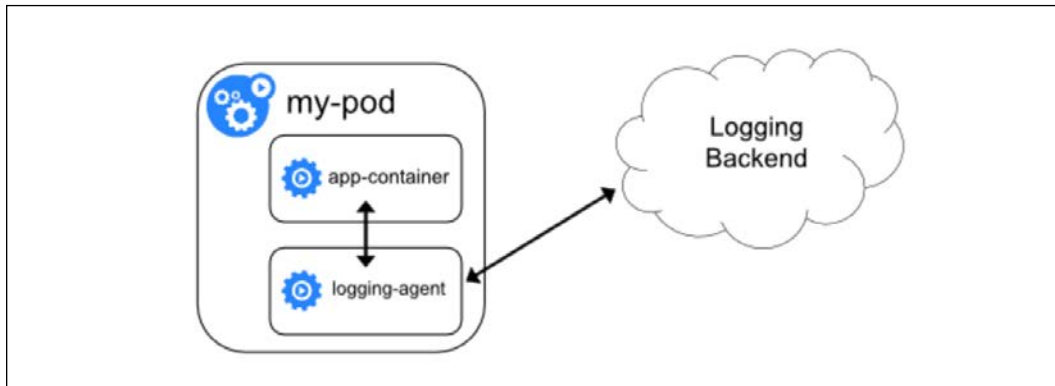 my-pod
app-container
logging-agent
Logging
Backend